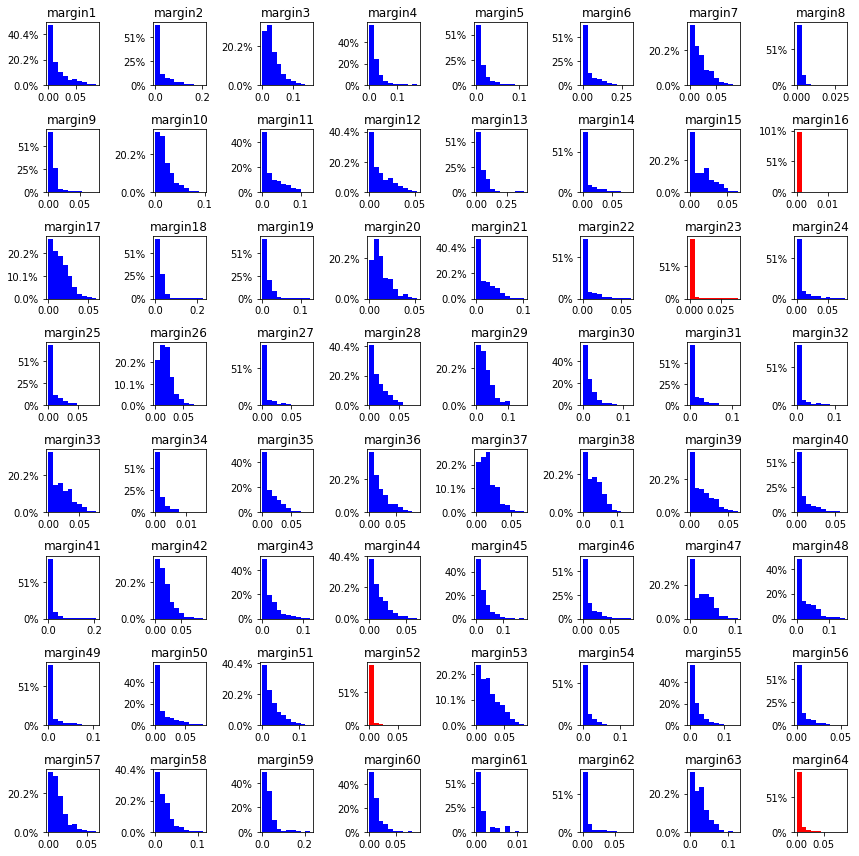 margin1 margin2 margin3 margin4 margin5 margin6 margin7 margin8
40.4% 51% 40% 51% 51% 51%
20.2% 25% 20.2% 20% 25% 25% 20.2%
0.0% 0% 0.0% 0% 0% 0% 0.0% 0%
0.00 0.05 0.0 0.2 0.0 0.1 0.0 0.1 0.0 0.1 0.00 0.25 0.00 0.05 0.000 0.025
margin9 margin10 margin11 margin12 margin13 margin14 margin15 margin16
51% 20.2% 40% 40.4% 51% 51% 20.2% 101%
25% 20% 20.2% 25% 51%
0% 0.0% 0% 0.0% 0% 0% 0.0% 0%
0.00 0.05 0.0 0.1 0.0 0.1 0.00 0.05 0.00 0.25 0.00 0.05 0.00 0.05 0.00 0.01
margin17 margin18 margin19 margin20 margin21 margin22 margin23 margin24
20.2% 51% 51% 20.2% 40.4% 51% 51% 51%
10.1% 25% 25% 20.2% 25% 25%
0.0% 0% 0% 0.0% 0.0% 0% 0% 0%
0.00 0.05 0.0 0.2 0.0 0.1 0.00 0.05 0.0 0.1 0.00 0.05 0.000 0.025 0.00 0.05
margin25 margin26 margin27 margin28 margin29 margin30 margin31 margin32
51% 20.2% 51% 40.4% 20.2% 40% 51% 51%
25% 10.1% 20.2% 20% 25%
0% 0.0% 0% 0.0% 0.0% 0% 0% 0%
0.00 0.05 0.00 0.05 0.00 0.05 0.00 0.05 0.0 0.1 0.0 0.1 0.0 0.1 0.0 0.1
margin33 margin34 margin35 margin36 margin37 margin38 margin39 margin40
20.2% 51% 40% 20.2% 20.2% 20.2% 20.2% 51%
25% 20% 10.1% 25%
0.0% 0% 0% 0.0% 0.0% 0.0% 0.0% 0%
0.00 0.05 0.00 0.01 0.00 0.05 0.00 0.05 0.00 0.05 0.0 0.1 0.00 0.05 0.00 0.05
margin41 margin42 margin43 margin44 margin45 margin46 margin47 margin48
51% 20.2% 40% 40.4% 40% 51% 20.2% 40%
20% 20.2% 20% 25% 20%
0% 0.0% 0% 0.0% 0% 0% 0.0% 0%
0.0 0.2 0.00 0.05 0.0 0.1 0.00 0.05 0.0 0.1 0.00 0.05 0.0 0.1 0.0 0.1
margin49 margin50 margin51 margin52 margin53 margin54 margin55 margin56
51% 40% 40.4% 51% 20.2% 51% 40% 51%
20% 20.2% 10.1% 20% 25%
0% 0% 0.0% 0% 0.0% 0% 0% 0%
0.0 0.1 0.00 0.05 0.0 0.1 0.00 0.05 0.00 0.05 0.0 0.1 0.0 0.1 0.00 0.05
margin57 margin58 margin59 margin60 margin61 margin62 margin63 margin64
20.2% 40.4% 40% 40% 51% 51% 20.2% 51%
20.2% 20% 20% 25%
0.0% 0.0% 0% 0% 0% 0% 0.0% 0%
0.00 0.05 0.0 0.1 0.0 0.2 0.00 0.05 0.00 0.01 0.00 0.05 0.0 0.1 0.00 0.05